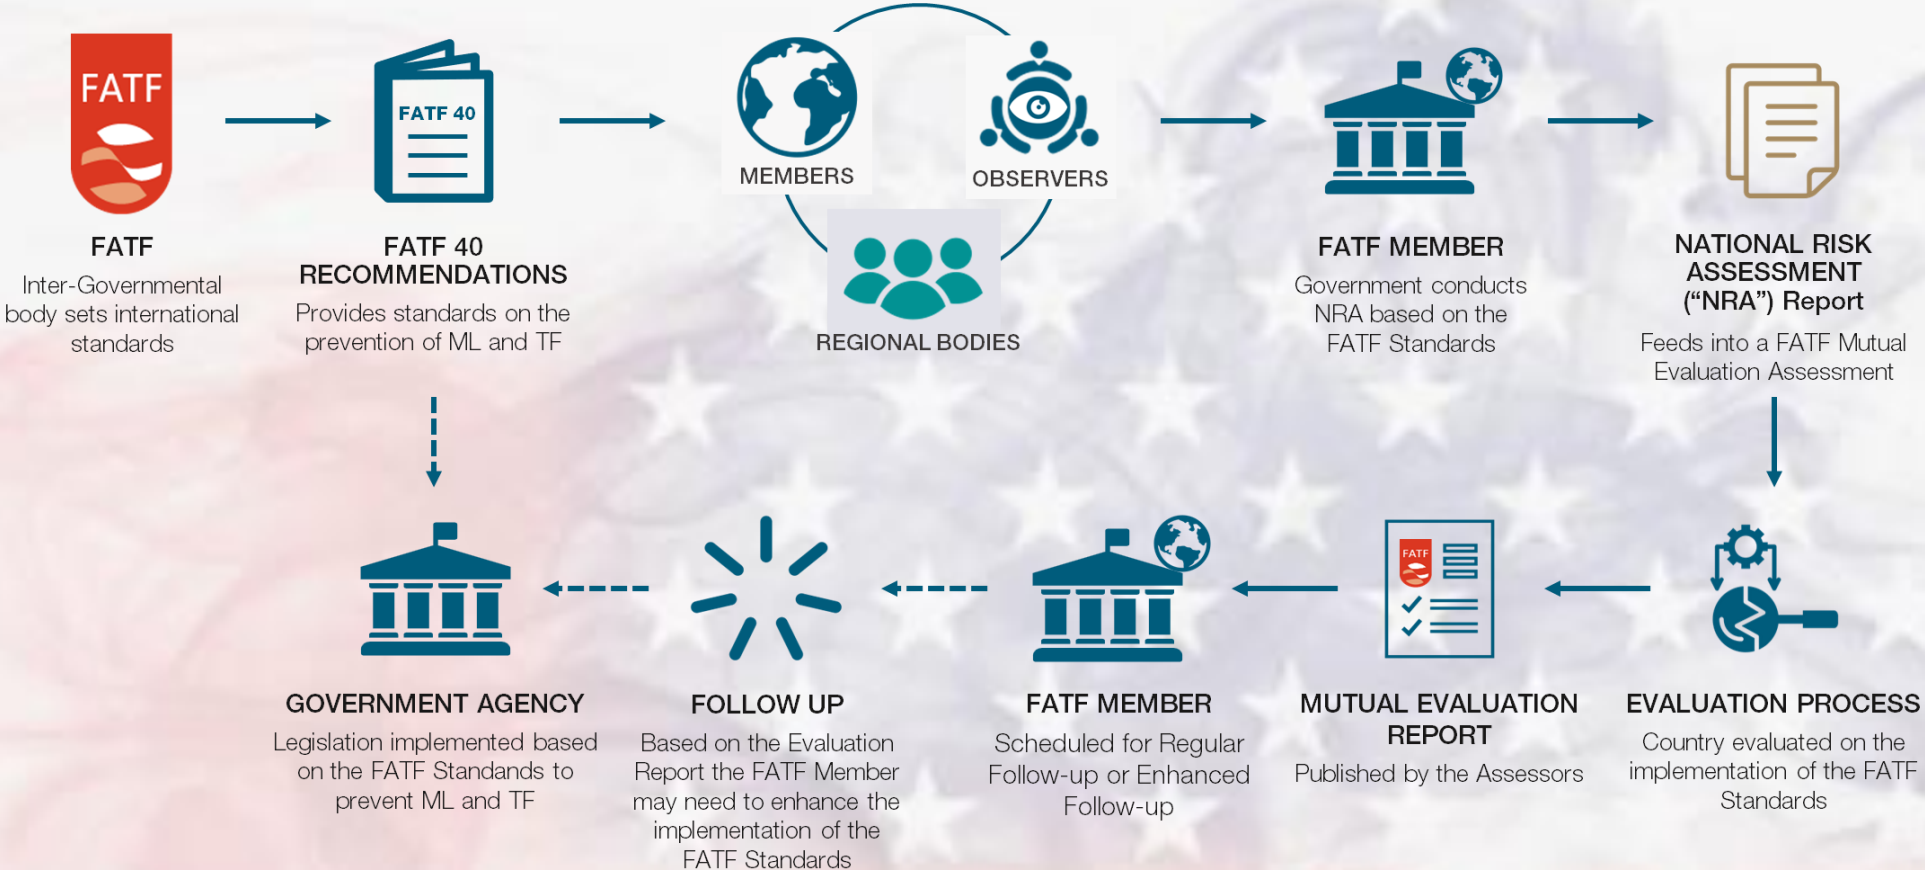 FATF
FATF
Inter-Governmental
body sets international
standards
FATF 40
FATF 40
RECOMMENDATIONS
Provides standards on the
prevention of ML and TF
MEMBERS
OBSERVERS
REGIONAL BODIES
FATF MEMBER
Government conducts
NRA based on the
FATF Standards
NATIONAL RISK
ASSESSMENT
(“NRA”) Report
Feeds into a FATF Mutual
Evaluation Assessment
GOVERNMENT AGENCY
Legislation implemented based
on the FATF Standands to
prevent ML and TF
FOLLOW UP
Based on the Evaluation
Report the FATF Member
may need to enhance the
implementation of the
FATF Standards
FATF MEMBER
Scheduled for Regular
Follow-up or Enhanced
Follow-up
FATF
MUTUAL EVALUATION
REPORT
Published by the Assessors
EVALUATION PROCESS
Country evaluated on the
implementation of the FATF
Standards